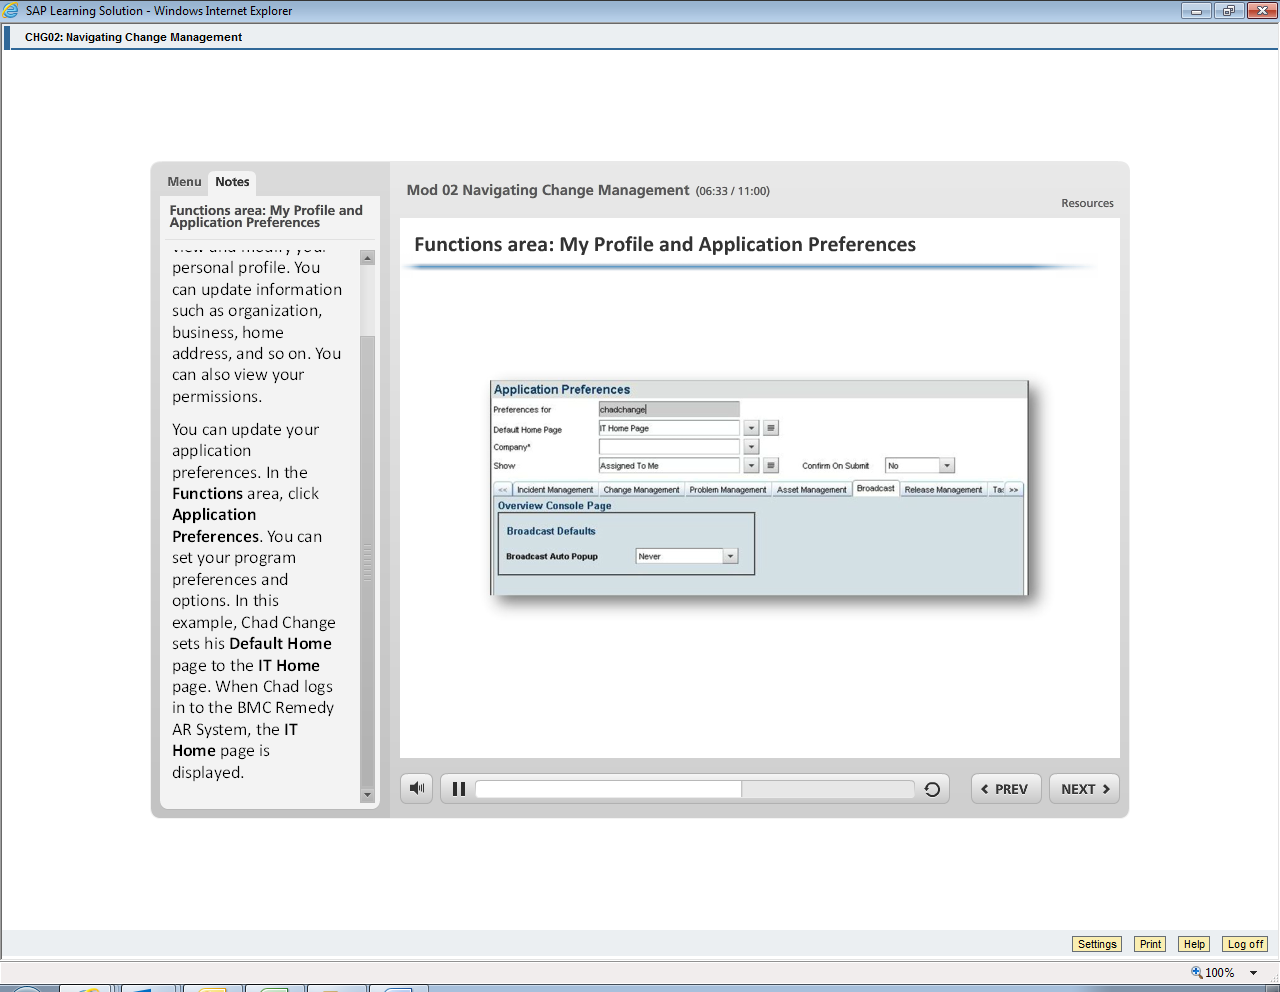 SAP Learning Solution - Windows Internet Explorer
CHG02: Navigating Change Management
Menu Notes
Functions area: My Profile and
Application Preferences
view and modify your
personal profile. You
can update information
such as organization,
business, home
address, and so on. You
can also view your
permissions.
You can update your
application
preferences. In the
Functions area, click
Application
Preferences. You can
set your program
preferences and
options. In this
example, Chad Change
sets his Default Home
page to the IT Home
page. When Chad logs
in to the BMC Remedy
AR System, the IT
Home page is
displayed.
Mod 02 Navigating Change Management (06:33 / 11:00)
Resources
Functions area: My Profile and Application Preferences
Application Preferences
Preferences for chadchange
Default Home Page IT Home Page
Company*
Show Assigned To Me Confirm On Submit No
<< Incident Management Change Management Problem Management Asset Management Broadcast Release Management Tas >>
Overview Console Page
Broadcast Defaults
Broadcast Auto Popup Never
PREV NEXT
Settings Print Help Log off
100%